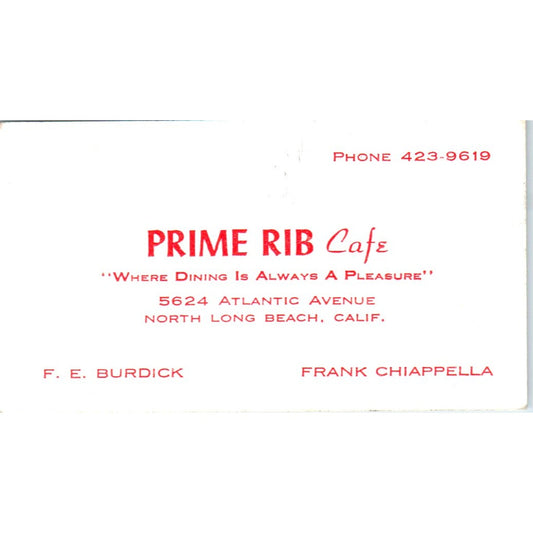 PHONE 423-9619
PRIME RIB Cafe
"WHERE DINING IS ALWAYS A PLEASURE"
5624 ATLANTIC AVENUE
NORTH LONG BEACH, CALIF.
F. E. BURDICK
FRANK CHIAPPELLA